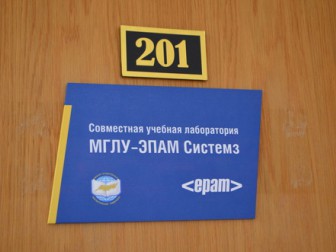 201
Совместная учебная лаборатория
МГЛУ-ЭПАМ Системз
<epam>